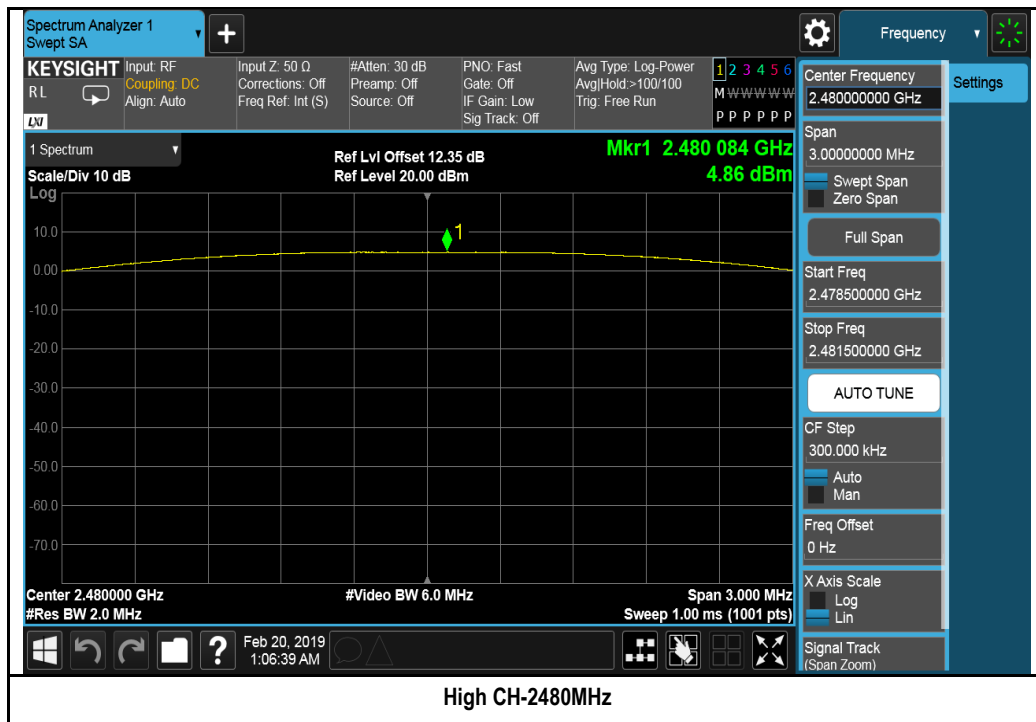 Spectrum Analyzer 1
Swept SA
+
Frequency
KEYSIGHT
RL
LXI
Input: RF
Coupling: DC
Align: Auto
Input Z: 50 Ω
Corrections: Off
Freq Ref: Int (S)
#Atten: 30 dB
Preamp: Off
Source: Off
PNO: Fast
Gate: Off
IF Gain: Low
Sig Track: Off
Avg Type: Log-Power
Avg|Hold:>100/100
Trig: Free Run
1 2 3 4 5 6
M W W W W W
P P P P P P
1 Spectrum
Scale/Div 10 dB
Ref Lvl Offset 12.35 dB
Ref Level 20.00 dBm
Mkr1 2.480 084 GHz
4.86 dBm
Log
10.0
0.00
-10.0
-20.0
-30.0
-40.0
-50.0
-60.0
-70.0
1
Center 2.480000 GHz
#Res BW 2.0 MHz
#Video BW 6.0 MHz
Span 3.000 MHz
Sweep 1.00 ms (1001 pts)
?
Feb 20, 2019
1:06:39 AM
Center Frequency
2.480000000 GHz
Settings
Span
3.00000000 MHz
Swept Span
Zero Span
Full Span
Start Freq
2.478500000 GHz
Stop Freq
2.481500000 GHz
AUTO TUNE
CF Step
300.000 kHz
Auto
Man
Freq Offset
0 Hz
X Axis Scale
Log
Lin
Signal Track
(Span Zoom)
High CH-2480MHz